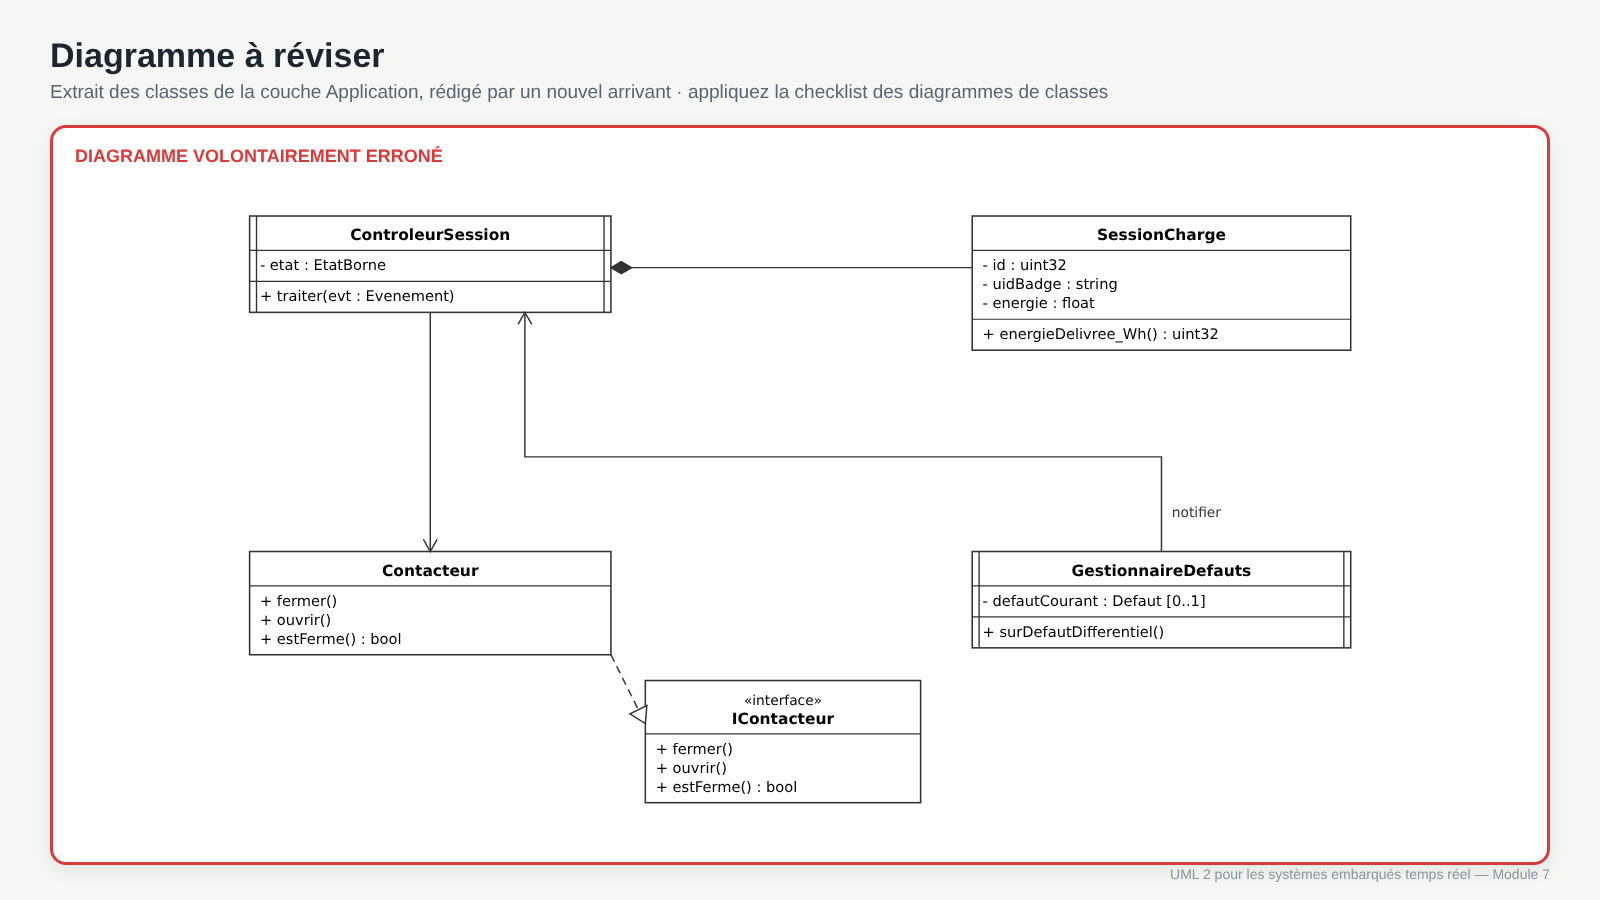 Diagramme à réviser
Extrait des classes de la couche Application, rédigé par un nouvel arrivant · appliquez la checklist des diagrammes de classes
DIAGRAMME VOLONTAIREMENT ERRONÉ
ControleurSession
- etat : EtatBorne
+ traiter(evt : Evenement)
SessionCharge
- id : uint32
- uidBadge : string
- energie : float
+ energieDelivree_Wh() : uint32
notifier
Contacteur
+ fermer()
+ ouvrir()
+ estFerme() : bool
GestionnaireDefauts
- defautCourant : Defaut [0..1]
+ surDefautDifferentiel()
«interface»
IContacteur
+ fermer()
+ ouvrir()
+ estFerme() : bool
UML 2 pour les systèmes embarqués temps réel — Module 7